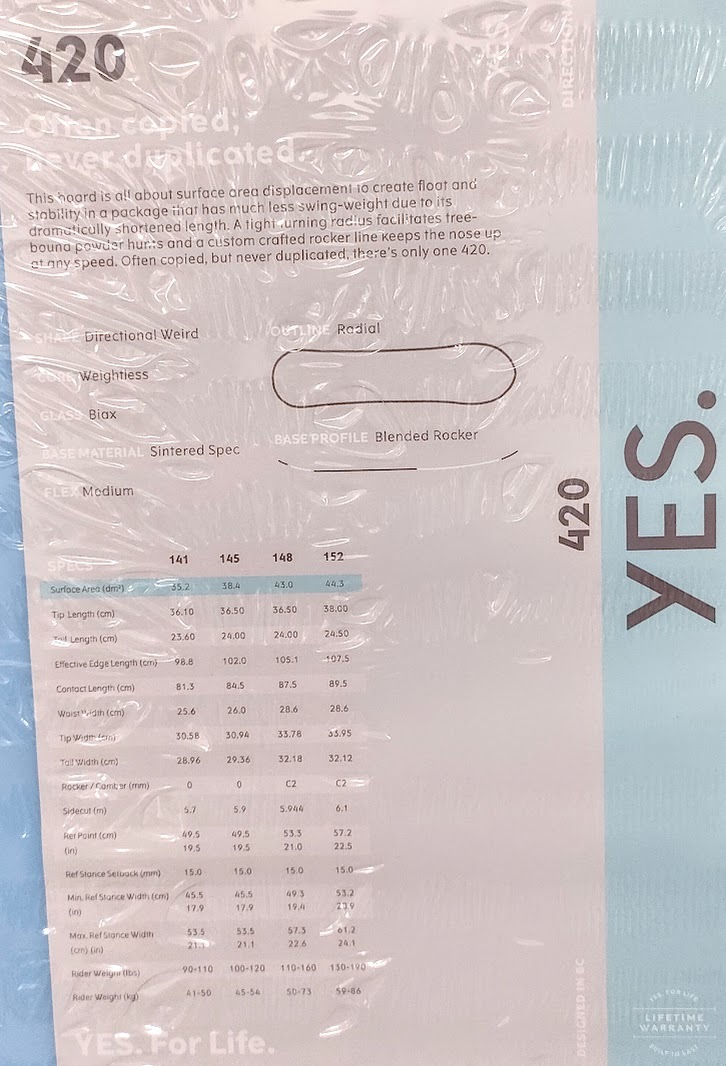 420
Often copied,
never duplicated.
This board is all about surface area displacement to create float and
stability in a package that has much less swing-weight due to its
dramatically shortened length. A tight turning radius facilitates tree-
bound powder hunts and a custom crafted rocker line keeps the nose up
at any speed. Often copied, but never duplicated, there's only one 420.
SHAPE Directional Weird
OUTLINE Radial
CORE Weightless
GLASS Biax
BASE MATERIAL Sintered Spec
BASE PROFILE Blended Rocker
FLEX Medium
SPECS 141 145 148 152
Surface Area (dm²) 35.2 38.4 43.0 44.3
Tip Length (cm) 36.10 36.50 36.50 38.00
Tail Length (cm) 23.60 24.00 24.00 24.50
Effective Edge Length (cm) 98.8 102.0 105.1 107.5
Contact Length (cm) 81.3 84.5 87.5 89.5
Waist Width (cm) 25.6 26.0 28.6 28.6
Tip Width (cm) 30.58 30.94 33.78 33.95
Tail Width (cm) 28.96 29.36 32.18 32.12
Rocker / Camber (mm) 0 0 C2 C2
Sidecut (m) 5.7 5.9 5.944 6.1
Ref Point (cm) 49.5 49.5 53.3 57.2
(in) 19.5 19.5 21.0 22.5
Ref Stance Setback (mm) 15.0 15.0 15.0 15.0
Min. Ref Stance Width (cm) 45.5 45.5 49.3 53.2
(in) 17.9 17.9 19.4 20.9
Max. Ref Stance Width 53.5 53.5 57.3 61.2
(cm) (in) 21.1 21.1 22.6 24.1
Rider Weight (lbs) 90-110 100-120 110-160 130-190
Rider Weight (kg) 41-50 45-54 50-73 59-86
YES. For Life.
YES.
DIRECTIONA
420
YES.
DESIGNED IN BC
YES. FOR LIFE
LIFETIME
WARRANTY
BUILT TO LAST